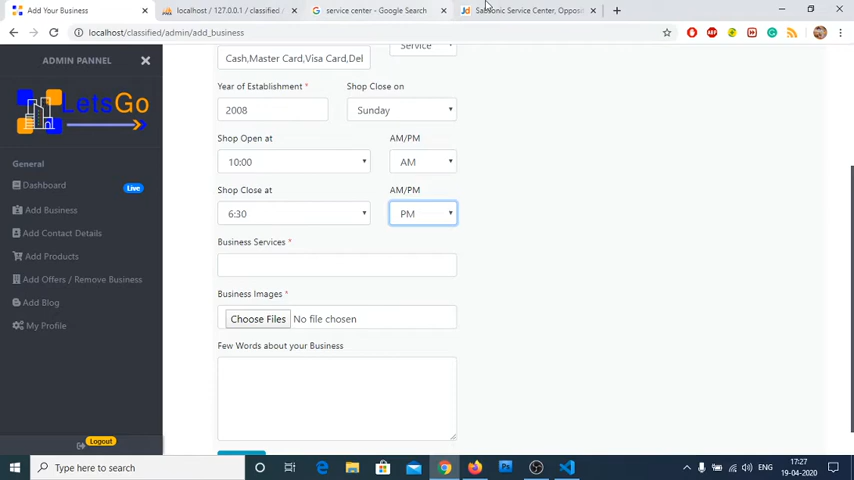 Add Your Business
localhost / 127.0.0.1 / classified /
service center - Google Search
Service Center, Opposi
localhost/classified/admin/add_business
ADMIN PANNEL
LetsGo
General
Dashboard
Live
Add Business
Add Contact Details
Add Products
Add Offers / Remove Business
Add Blog
My Profile
Logout
Cash,Master Card,Visa Card,Del
Service
Year of Establishment *
Shop Close on
2008
Sunday
Shop Open at
AM/PM
10:00
AM
Shop Close at
AM/PM
6:30
PM
Business Services *
Business Images *
Choose Files No file chosen
Few Words about your Business
Type here to search
ENG
17:27
19-04-2020